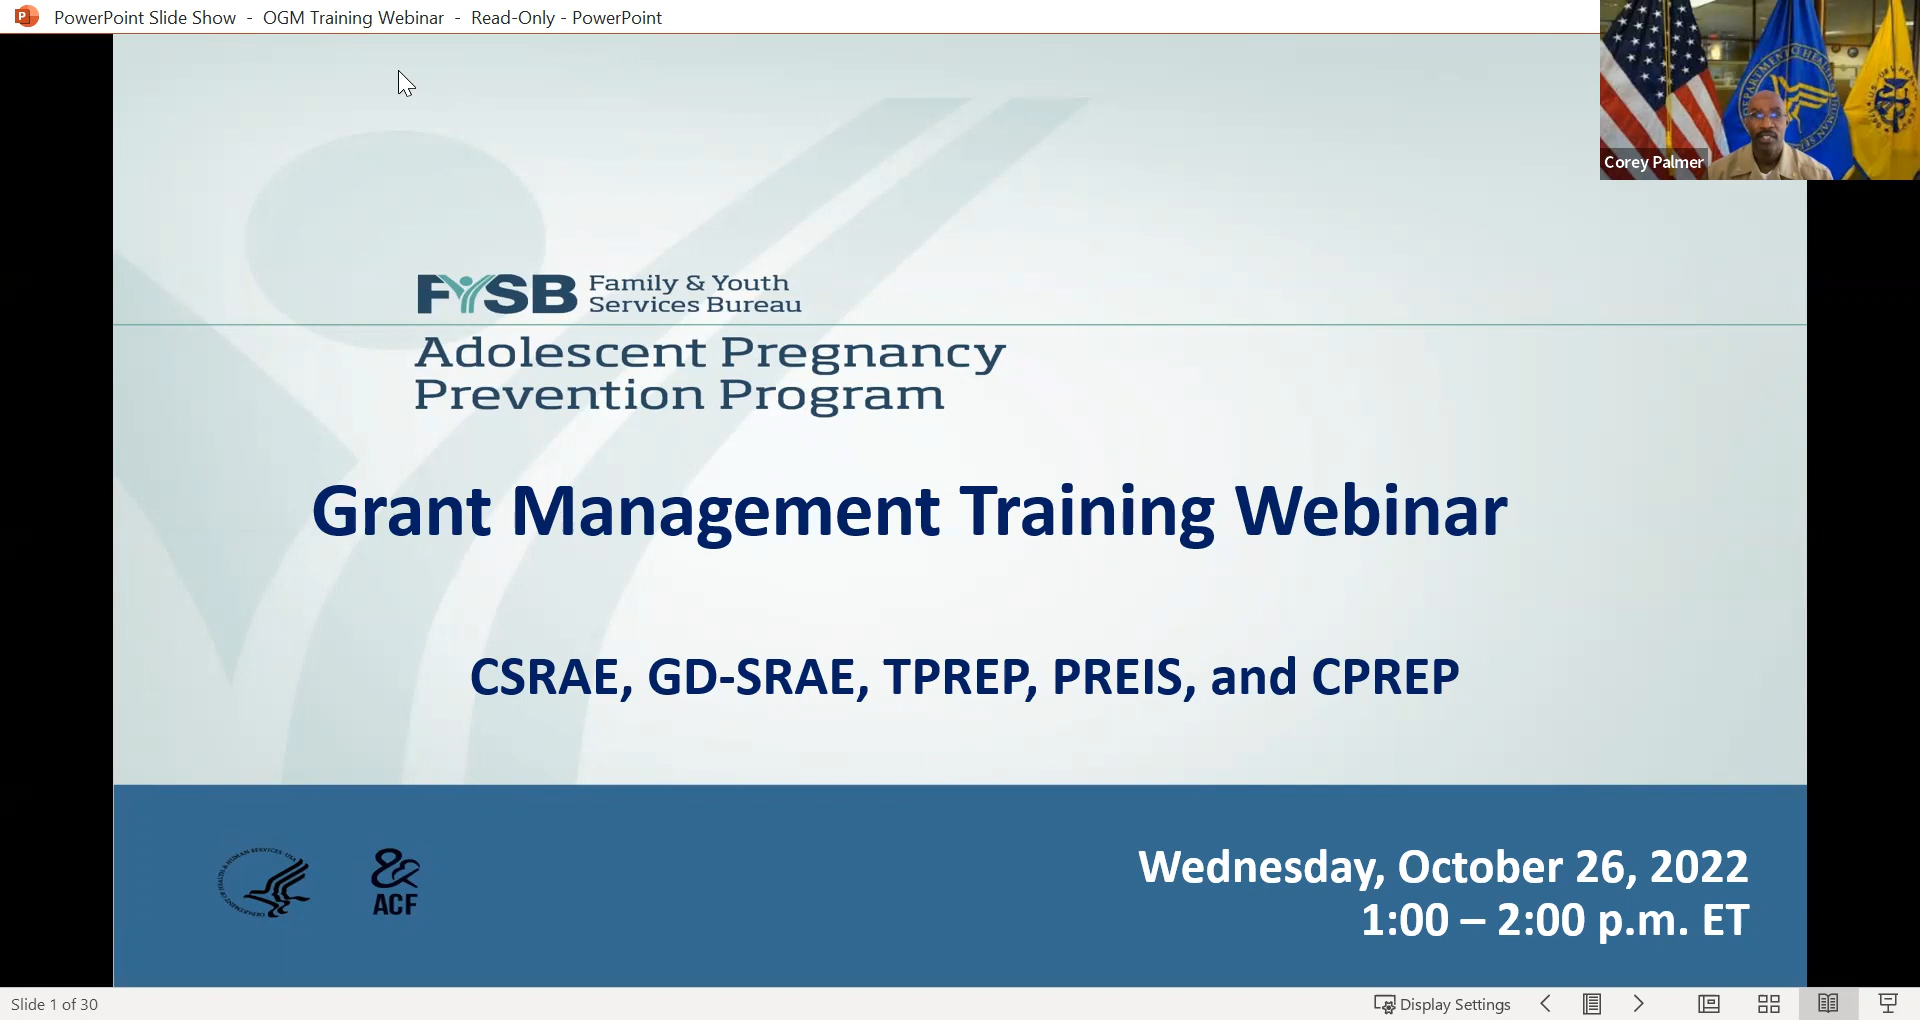 PowerPoint Slide Show - OGM Training Webinar - Read-Only - PowerPoint
Corey Palmer
FYSB Family & Youth
Services Bureau
Adolescent Pregnancy
Prevention Program
Grant Management Training Webinar
CSRAE, GD-SRAE, TPREP, PREIS, and CPREP
ACF
Wednesday, October 26, 2022
1:00 – 2:00 p.m. ET
Slide 1 of 30
Display Settings